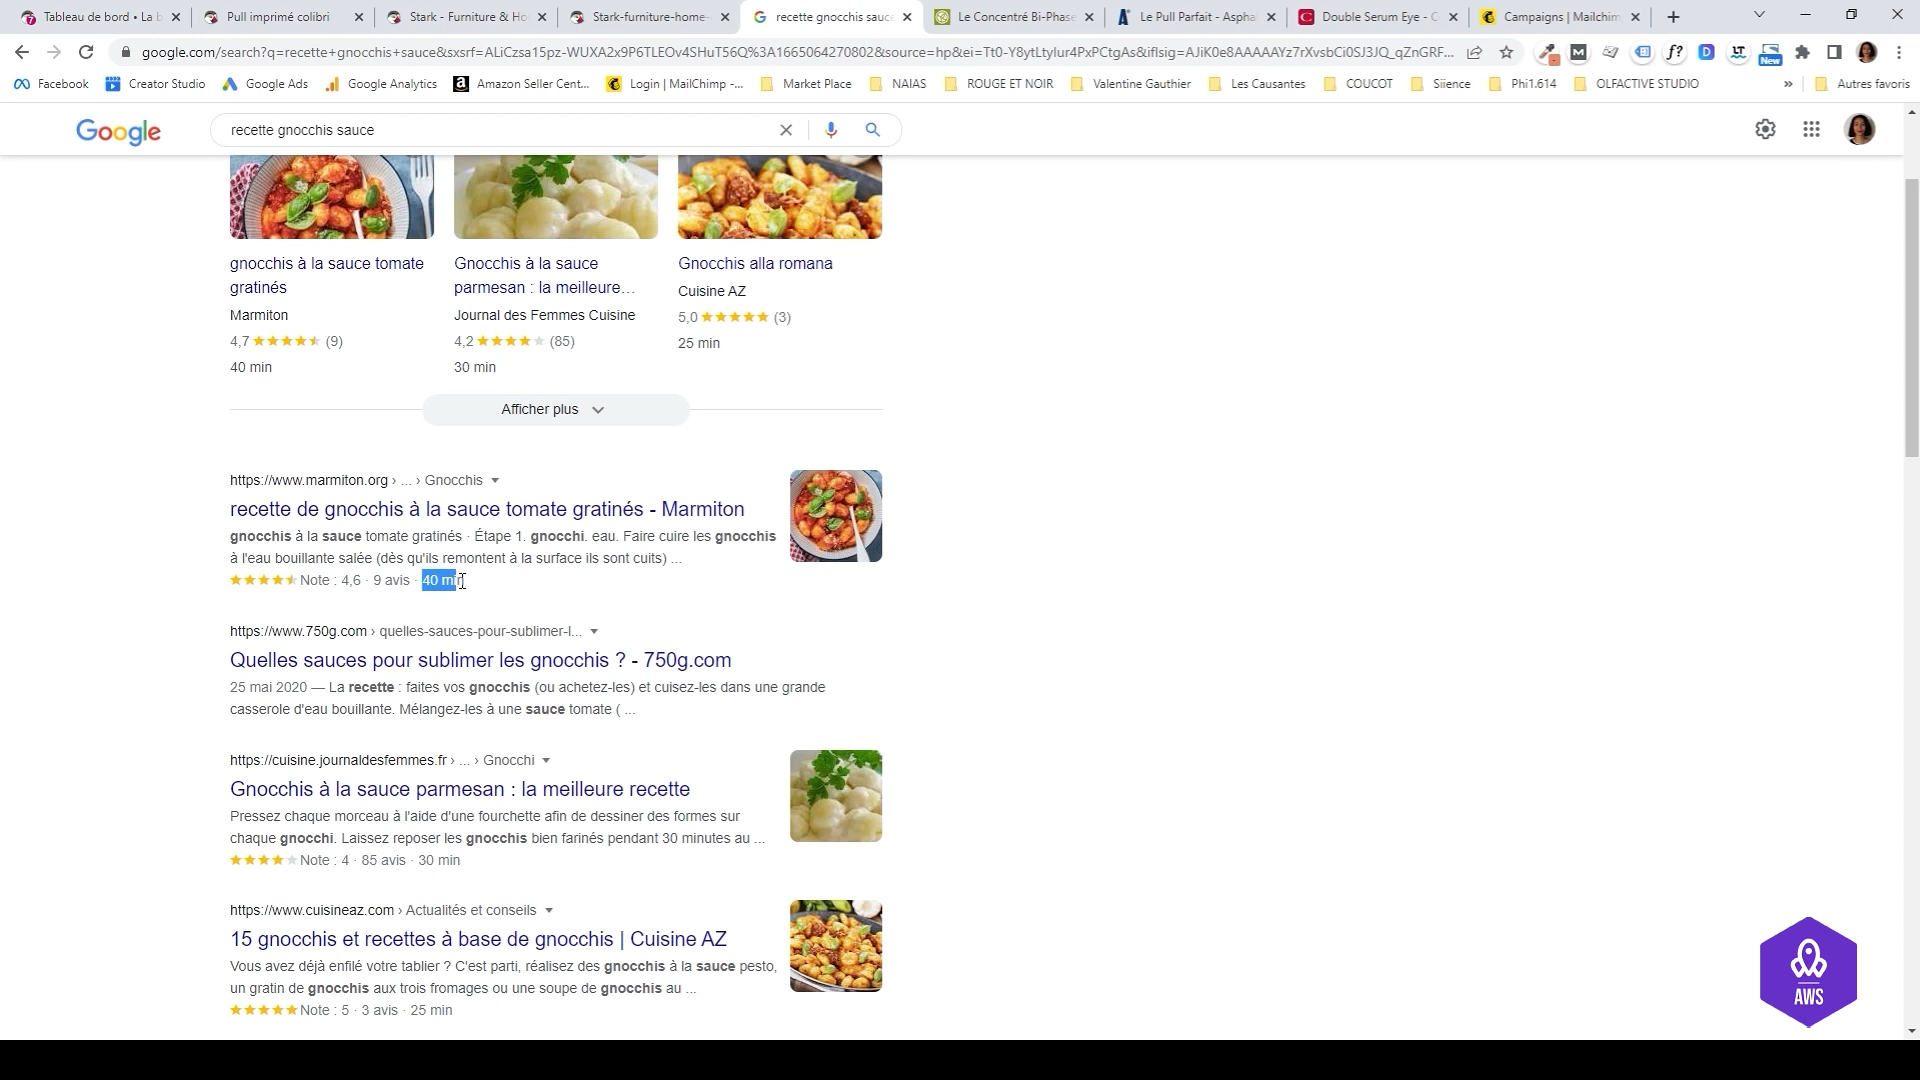 Tableau de bord • La b
Pull imprimé colibri
Stark - Furniture & Ho
Stark-furniture-home-
recette gnocchis sauce
Le Concentré Bi-Phase
Le Pull Parfait - Aspha
Double Serum Eye - C
Campaigns | Mailchim
google.com/search?q=recette+gnocchis+sauce&sxsrf=ALiCzsa15pz-WUXA2x9P6TLEOv4SHuT56Q%3A1665064270802&source=hp&ei=Tt0-Y8ytLtylur4PxPCtgAs&iflsig=AJiK0e8AAAAAYz7rXvsbCi0SJ3JQ_qZnGRF...
New
Facebook
Creator Studio
Google Ads
Google Analytics
Amazon Seller Cent...
Login | MailChimp -...
Market Place
NAIAS
ROUGE ET NOIR
Valentine Gauthier
Les Causantes
COUCOT
Siience
Phi1.614
OLFACTIVE STUDIO
»
Autres favoris
Google
recette gnocchis sauce
gnocchis à la sauce tomate
gratinés
Marmiton
4,7 (9)
40 min
Gnocchis à la sauce
parmesan : la meilleure...
Journal des Femmes Cuisine
4,2 (85)
30 min
Gnocchis alla romana
Cuisine AZ
5,0 (3)
25 min
Afficher plus
https://www.marmiton.org › ... › Gnocchis
recette de gnocchis à la sauce tomate gratinés - Marmiton
gnocchis à la sauce tomate gratinés · Étape 1. gnocchi. eau. Faire cuire les gnocchis
à l'eau bouillante salée (dès qu'ils remontent à la surface ils sont cuits) ...
Note : 4,6 · 9 avis · 40 min
https://www.750g.com › quelles-sauces-pour-sublimer-l...
Quelles sauces pour sublimer les gnocchis ? - 750g.com
25 mai 2020 — La recette : faites vos gnocchis (ou achetez-les) et cuisez-les dans une grande
casserole d'eau bouillante. Mélangez-les à une sauce tomate ( ...
https://cuisine.journaldesfemmes.fr › ... › Gnocchi
Gnocchis à la sauce parmesan : la meilleure recette
Pressez chaque morceau à l'aide d'une fourchette afin de dessiner des formes sur
chaque gnocchi. Laissez reposer les gnocchis bien farinés pendant 30 minutes au ...
Note : 4 · 85 avis · 30 min
https://www.cuisineaz.com › Actualités et conseils
15 gnocchis et recettes à base de gnocchis | Cuisine AZ
Vous avez déjà enfilé votre tablier ? C'est parti, réalisez des gnocchis à la sauce pesto,
un gratin de gnocchis aux trois fromages ou une soupe de gnocchis au ...
Note : 5 · 3 avis · 25 min
AWS